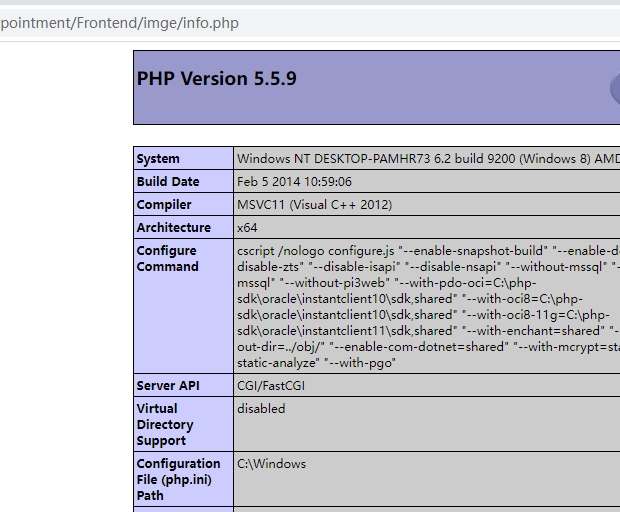 pointment/Frontend/imge/info.php
PHP Version 5.5.9
System Windows NT DESKTOP-PAMHR73 6.2 build 9200 (Windows 8) AMD
Build Date Feb 5 2014 10:59:06
Compiler MSVC11 (Visual C++ 2012)
Architecture x64
Configure Command
cscript /nologo configure.js "--enable-snapshot-build" "--enable-d
disable-zts" "--disable-isapi" "--disable-nsapi" "--without-mssql" "-
mssql" "--without-pi3web" "--with-pdo-oci=C:\php-
sdk\oracle\instantclient10\sdk,shared" "--with-oci8=C:\php-
sdk\oracle\instantclient10\sdk,shared" "--with-oci8-11g=C:\php-
sdk\oracle\instantclient11\sdk,shared" "--with-enchant=shared" "-
out-dir=../obj/" "--enable-com-dotnet=shared" "--with-mcrypt=sta
static-analyze" "--with-pgo"
Server API CGI/FastCGI
Virtual Directory Support disabled
Configuration File (php.ini) Path C:\Windows